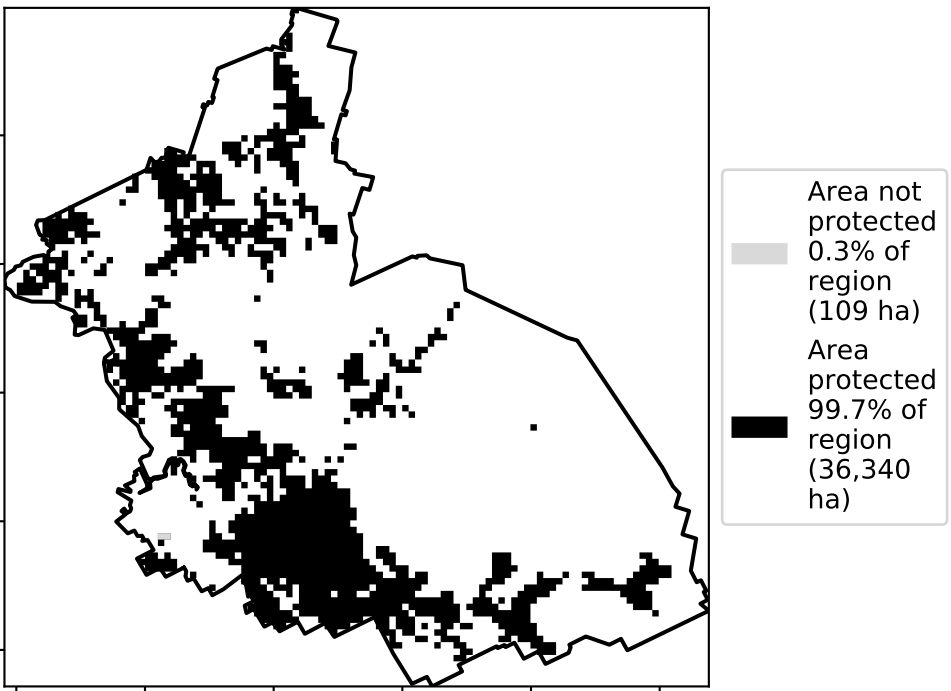 Area not
protected
0.3% of
region
(109 ha)
Area
protected
99.7% of
region
(36,340
ha)